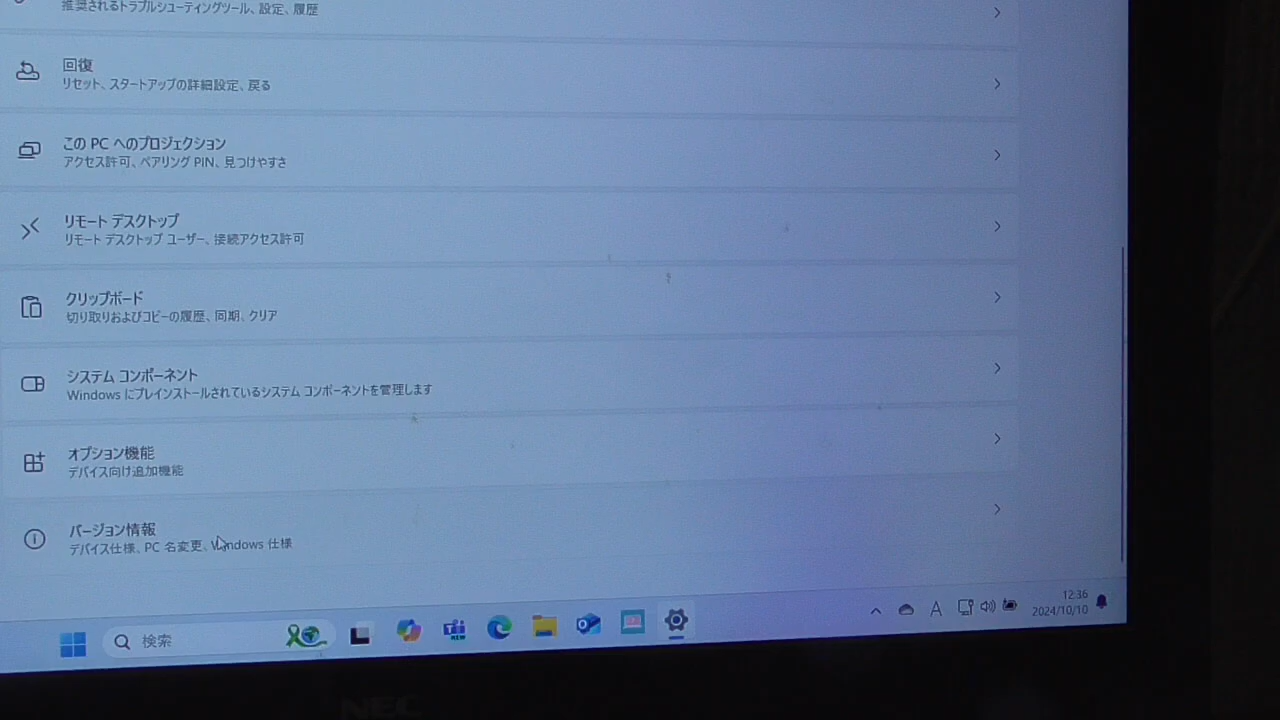 推奨されるトラブルシューティングツール、設定、履歴
回復
リセット、スタートアップの詳細設定、戻る
この PC へのプロジェクション
アクセス許可、ペアリング PIN、見つけやすさ
リモート デスクトップ
リモート デスクトップ ユーザー、接続アクセス許可
クリップボード
切り取りおよびコピーの履歴、同期、クリア
システム コンポーネント
Windows にプレインストールされているシステム コンポーネントを管理します
オプション機能
デバイス向け追加機能
バージョン情報
デバイス仕様、PC 名変更、Windows 仕様
検索
NEW
A
12:36
2024/10/10
NEC